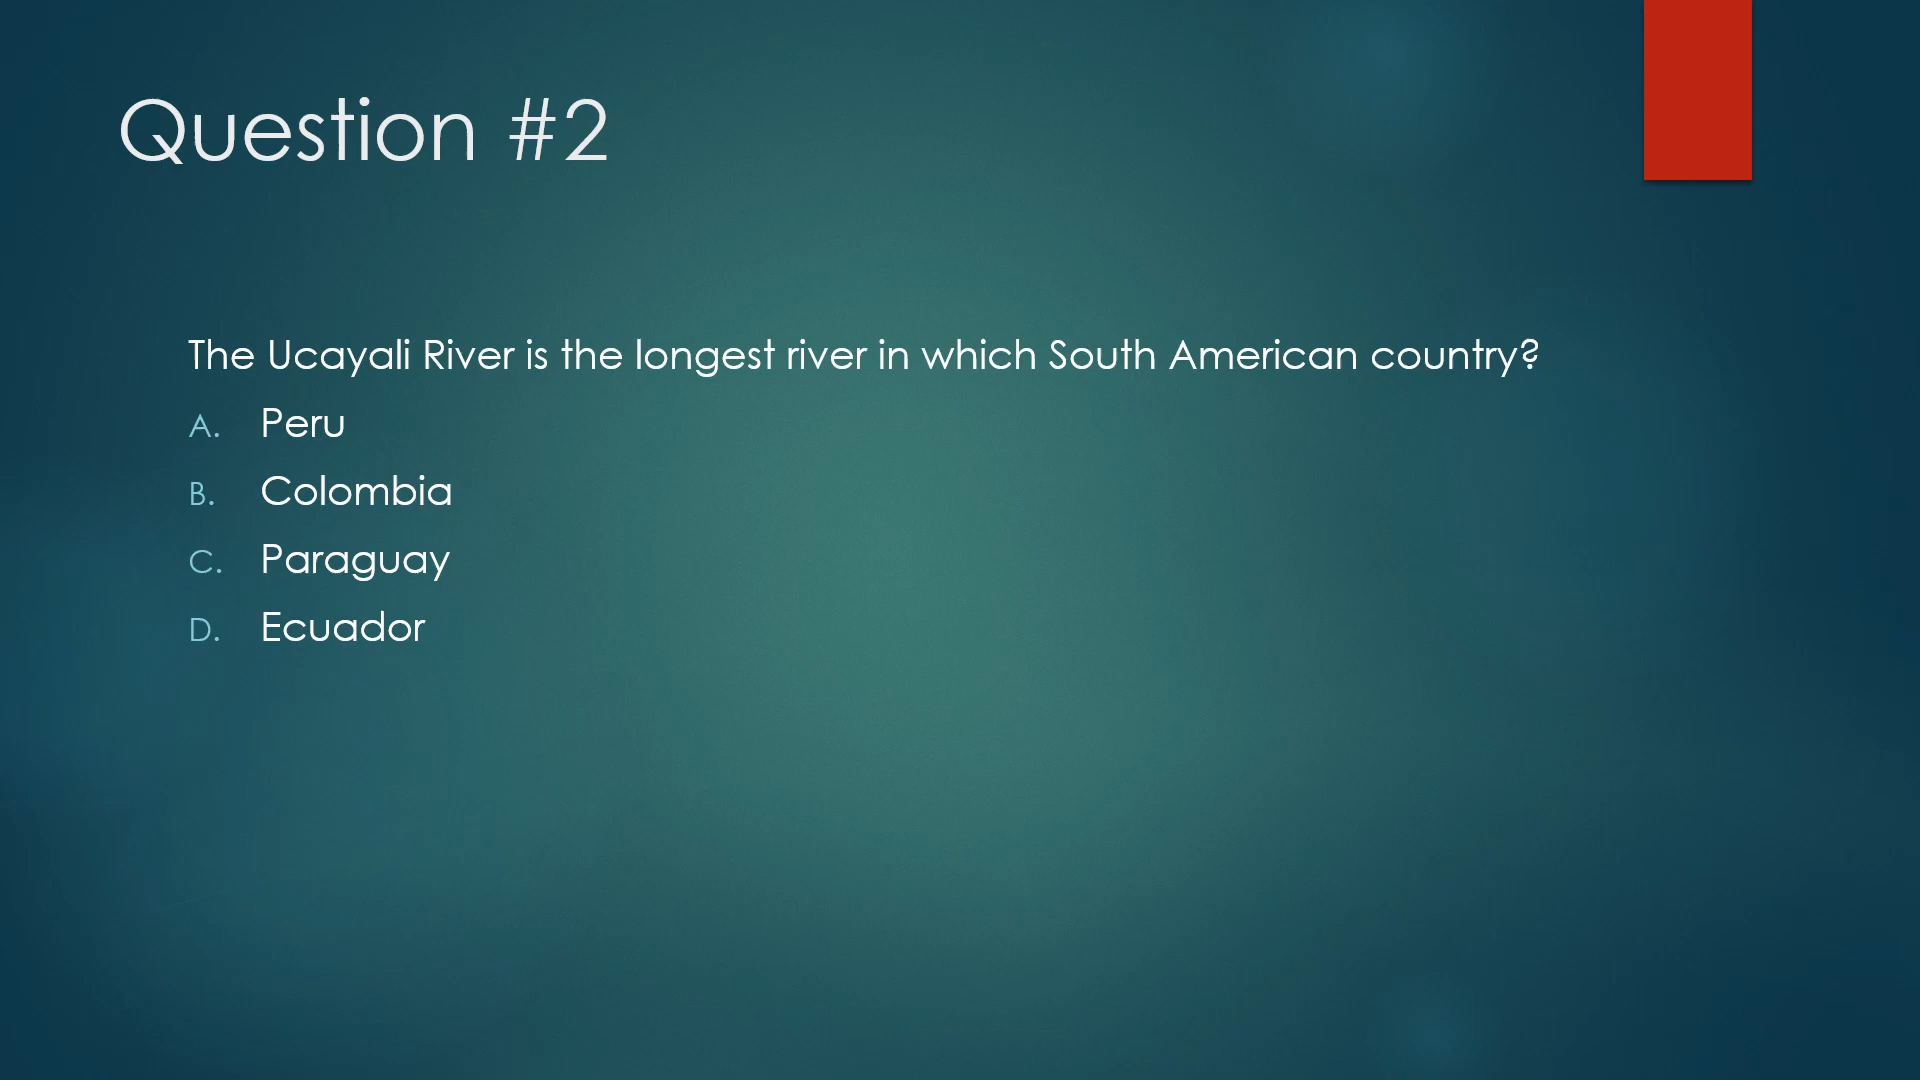 Question #2
The Ucayali River is the longest river in which South American country?
A. Peru
B. Colombia
C. Paraguay
D. Ecuador